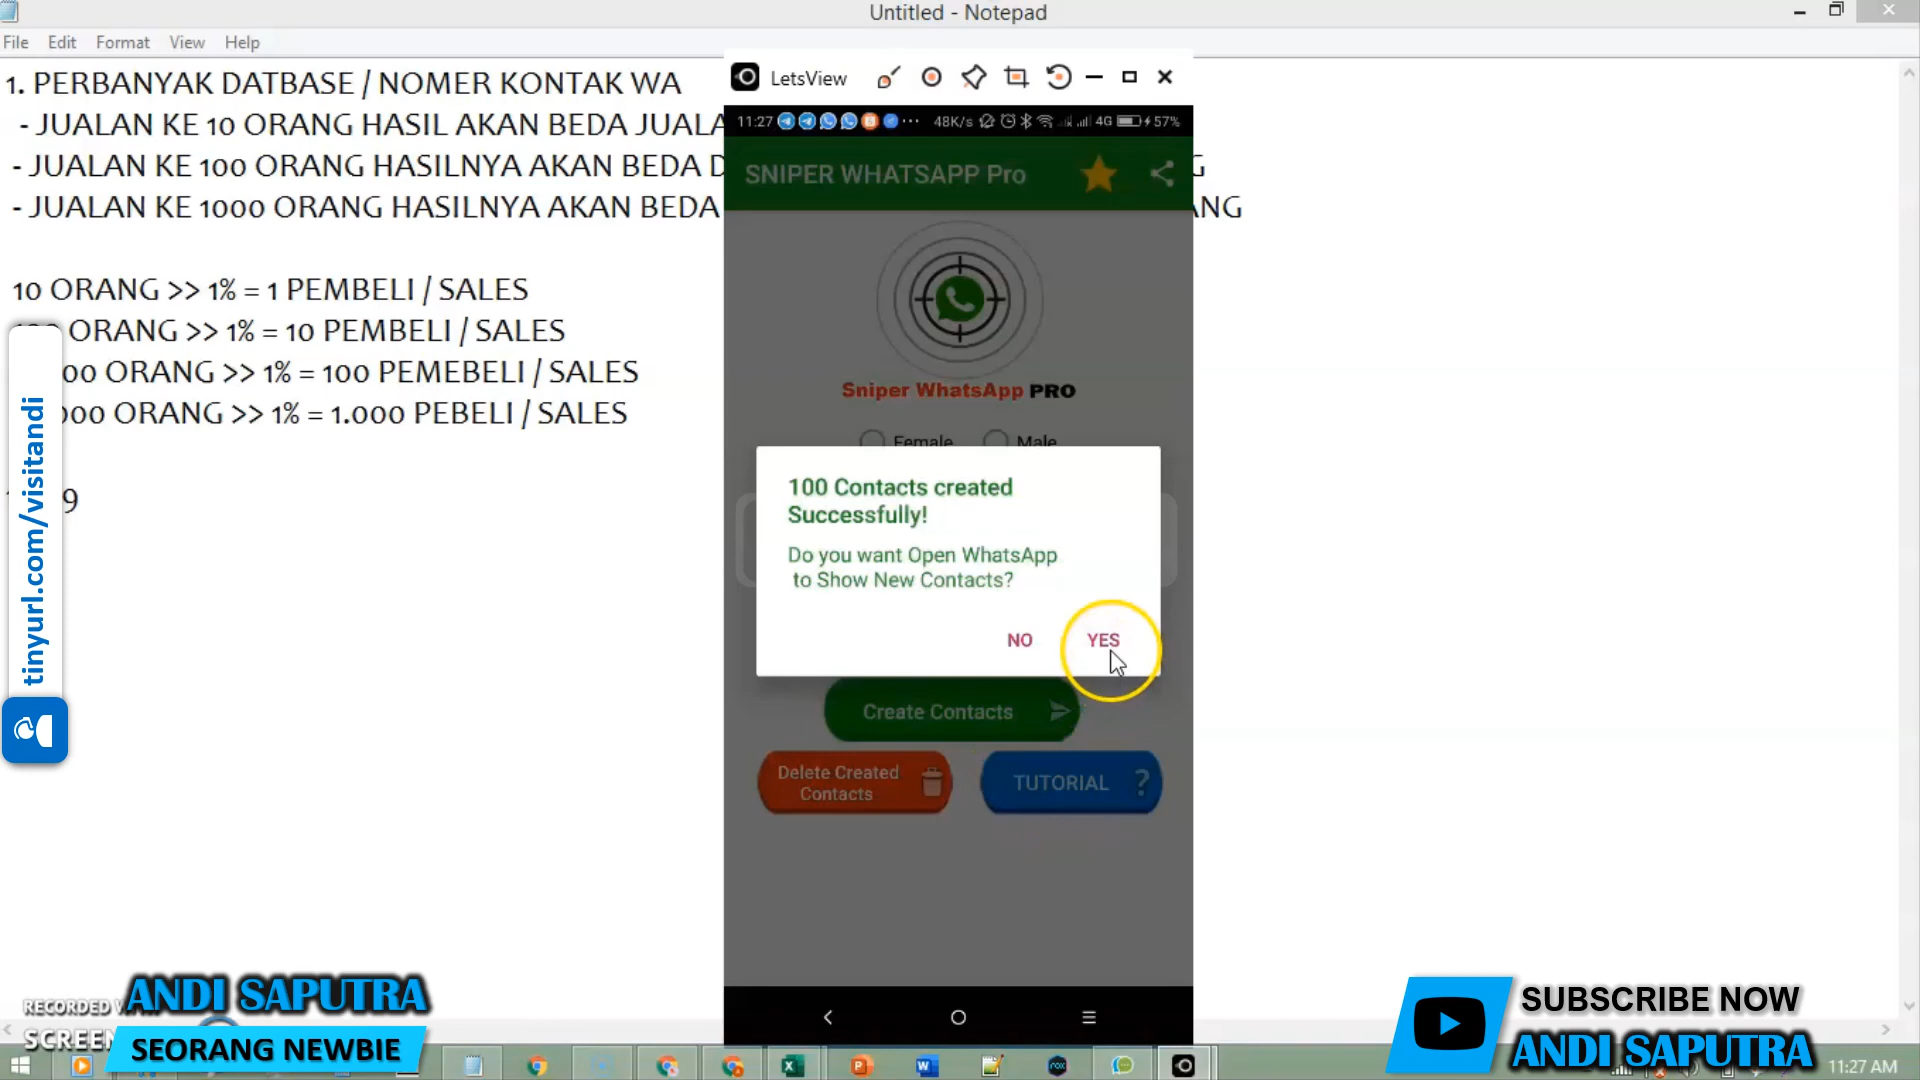 Untitled - Notepad
File Edit Format View Help
1. PERBANYAK DATBASE / NOMER KONTAK WA
- JUALAN KE 10 ORANG HASIL AKAN BEDA
- JUALAN KE 100 ORANG HASILNYA AKAN BEDA
- JUALAN KE 1000 ORANG HASILNYA AKAN BEDA
10 ORANG >> 1% = 1 PEMBELI / SALES
ORANG >> 1% = 10 PEMBELI / SALES
ORANG >> 1% = 100 PEMEBELI / SALES
ORANG >> 1% = 1.000 PEBELI / SALES
LetsView
11:27 48K/s 4G 57%
SNIPER WHATSAPP Pro
Sniper WhatsApp PRO
Female Male
100 Contacts created
Successfully!
Do you want Open WhatsApp
to Show New Contacts?
NO YES
Create Contacts
Delete Created
Contacts
TUTORIAL ?
tinyurl.com/visitandi
RECORDED
ANDI SAPUTRA
SEORANG NEWBIE
SUBSCRIBE NOW
ANDI SAPUTRA
11:27 AM